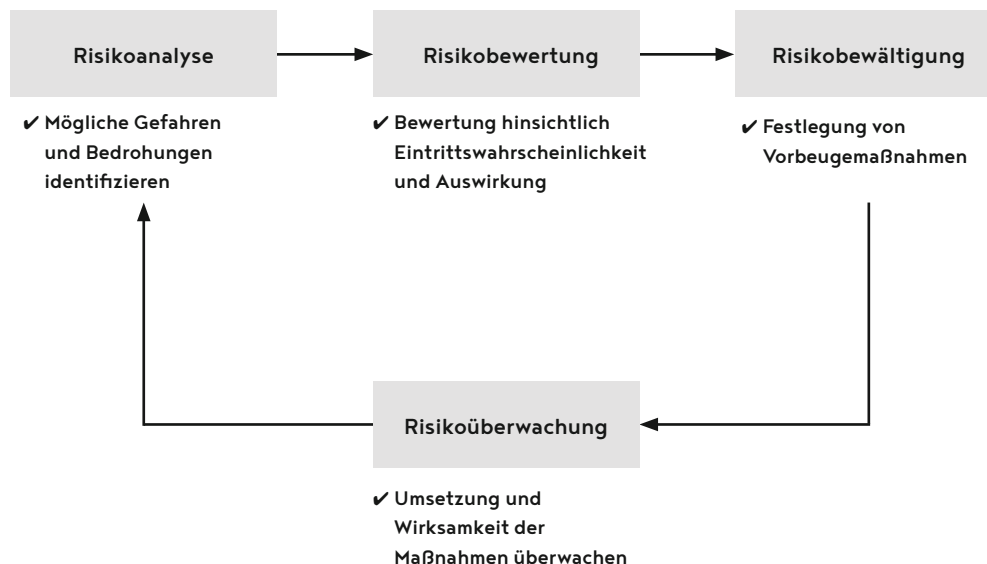 Risikoanalyse
✔ Mögliche Gefahren
und Bedrohungen
identifizieren
Risikobewertung
✔ Bewertung hinsichtlich
Eintrittswahrscheinlichkeit
und Auswirkung
Risikobewältigung
✔ Festlegung von
Vorbeugemaßnahmen
Risikoüberwachung
✔ Umsetzung und
Wirksamkeit der
Maßnahmen überwachen